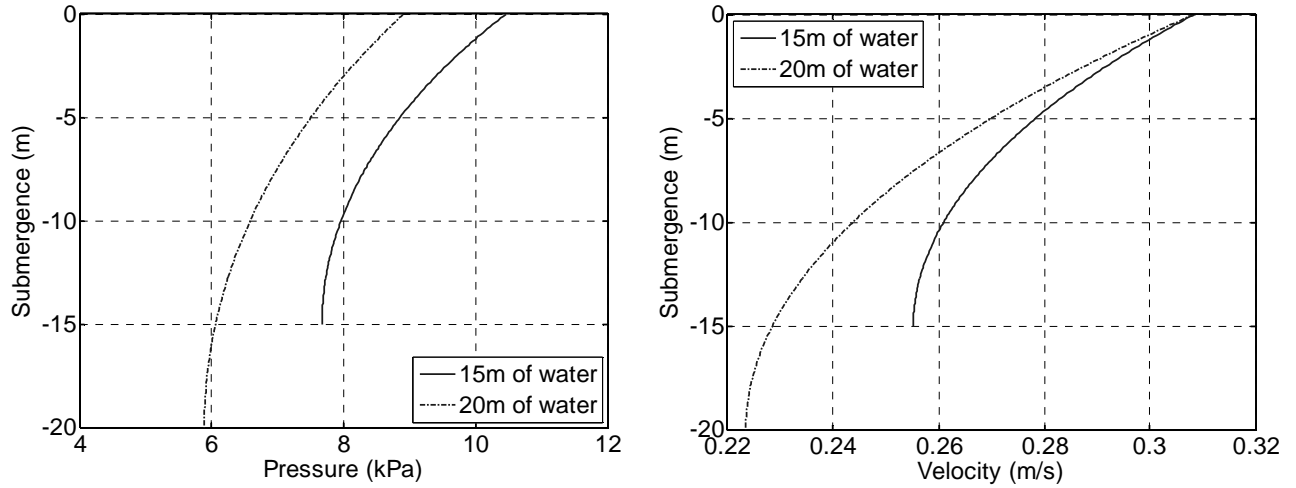 0
-5
-10
-15
-20
4
6
8
10
12
Submergence (m)
Pressure (kPa)
15m of water
20m of water
0
-5
-10
-15
-20
0.22
0.24
0.26
0.28
0.3
0.32
Submergence (m)
Velocity (m/s)
15m of water
20m of water